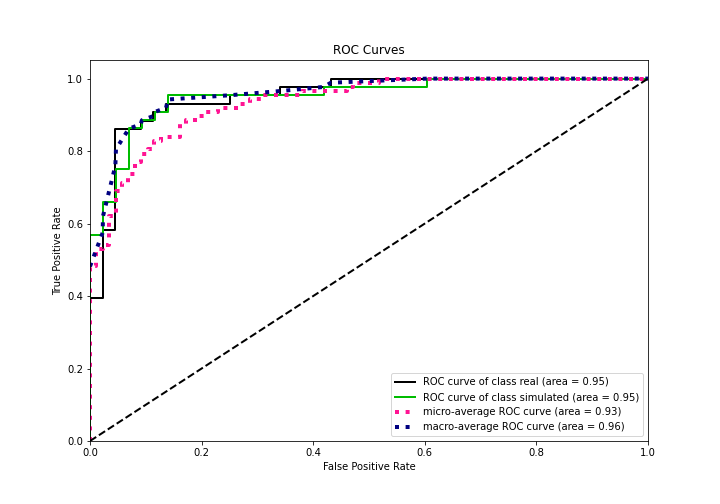 ROC Curves
True Positive Rate
1.0
0.8
0.6
0.4
0.2
0.0
0.0 0.2 0.4 0.6 0.8 1.0
False Positive Rate
ROC curve of class real (area = 0.95)
ROC curve of class simulated (area = 0.95)
micro-average ROC curve (area = 0.93)
macro-average ROC curve (area = 0.96)